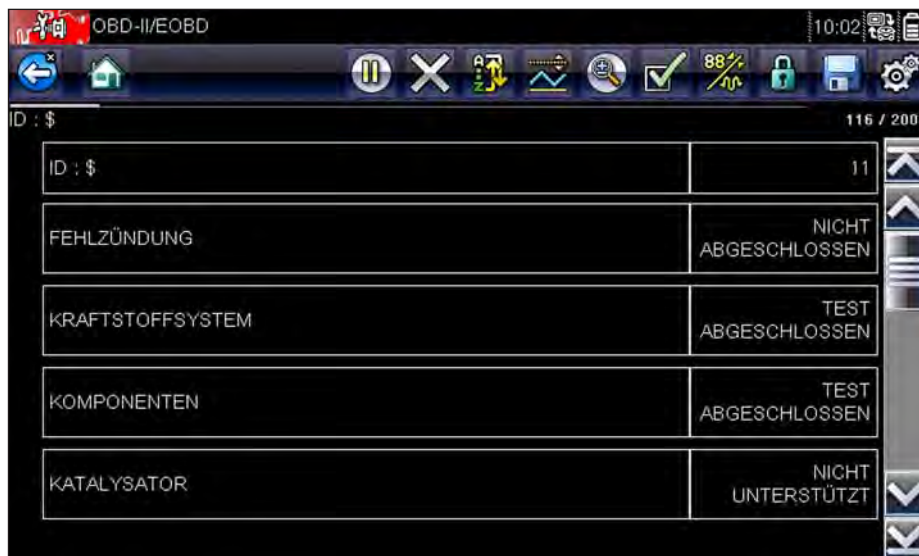 OBD-II/EOBD
10:02
ID : $
116 / 200
ID : $
11
FEHLZÜNDUNG
NICHT
ABGESCHLOSSEN
KRAFTSTOFFSYSTEM
TEST
ABGESCHLOSSEN
KOMPONENTEN
TEST
ABGESCHLOSSEN
KATALYSATOR
NICHT
UNTERSTÜTZT